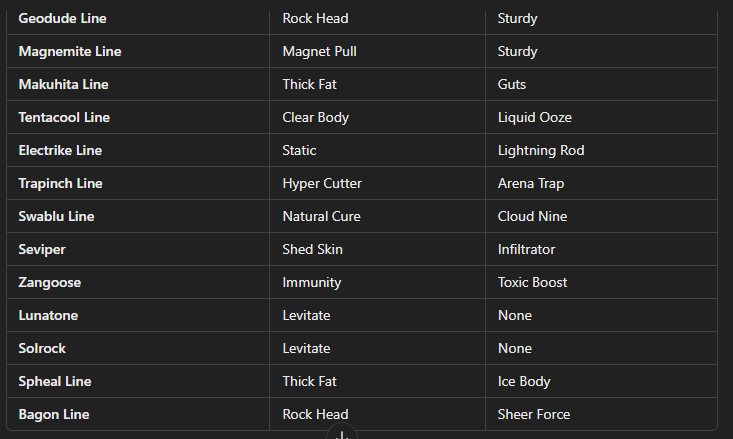 Geodude Line Rock Head Sturdy
Magnemite Line Magnet Pull Sturdy
Makuhita Line Thick Fat Guts
Tentacool Line Clear Body Liquid Ooze
Electrike Line Static Lightning Rod
Trapinch Line Hyper Cutter Arena Trap
Swablu Line Natural Cure Cloud Nine
Seviper Shed Skin Infiltrator
Zangoose Immunity Toxic Boost
Lunatone Levitate None
Solrock Levitate None
Spheal Line Thick Fat Ice Body
Bagon Line Rock Head Sheer Force